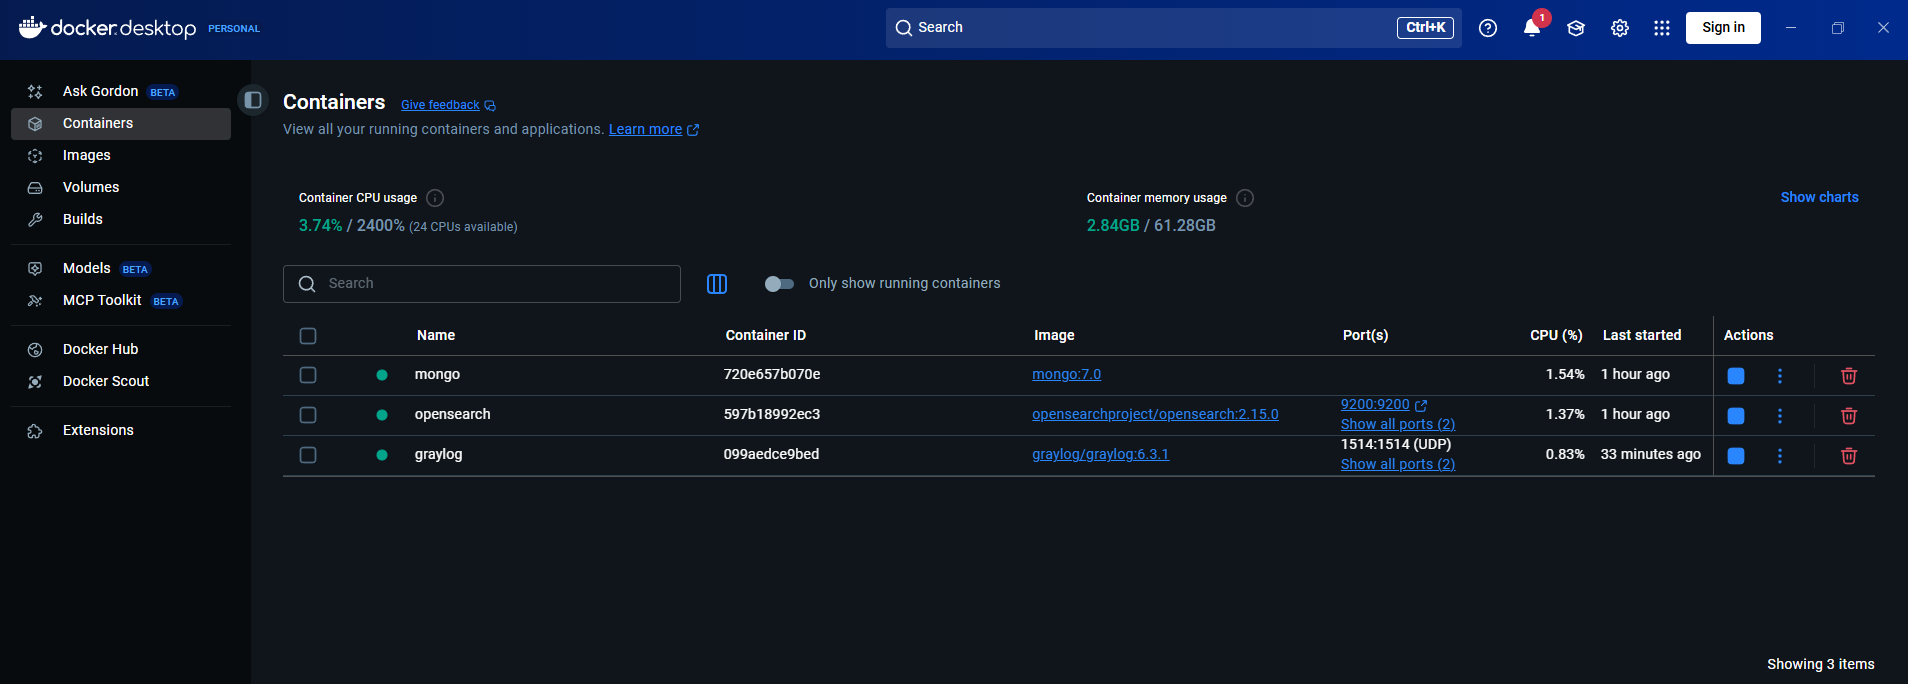 docker desktop PERSONAL
Search Ctrl+K 1 Sign in
Ask Gordon BETA
Containers
Images
Volumes
Builds
Models BETA
MCP Toolkit BETA
Docker Hub
Docker Scout
Extensions
Containers Give feedback
View all your running containers and applications. Learn more
Container CPU usage
3.74% / 2400% (24 CPUs available)
Container memory usage
2.84GB / 61.28GB
Show charts
Search
Only show running containers
Name Container ID Image Port(s) CPU (%) Last started Actions
mongo 720e657b070e mongo:7.0 1.54% 1 hour ago
opensearch 597b18992ec3 opensearchproject/opensearch:2.15.0 9200:9200 1.37% 1 hour ago
Show all ports (2)
graylog 099aedce9bed graylog/graylog:6.3.1 1514:1514 (UDP) 0.83% 33 minutes ago
Show all ports (2)
Showing 3 items